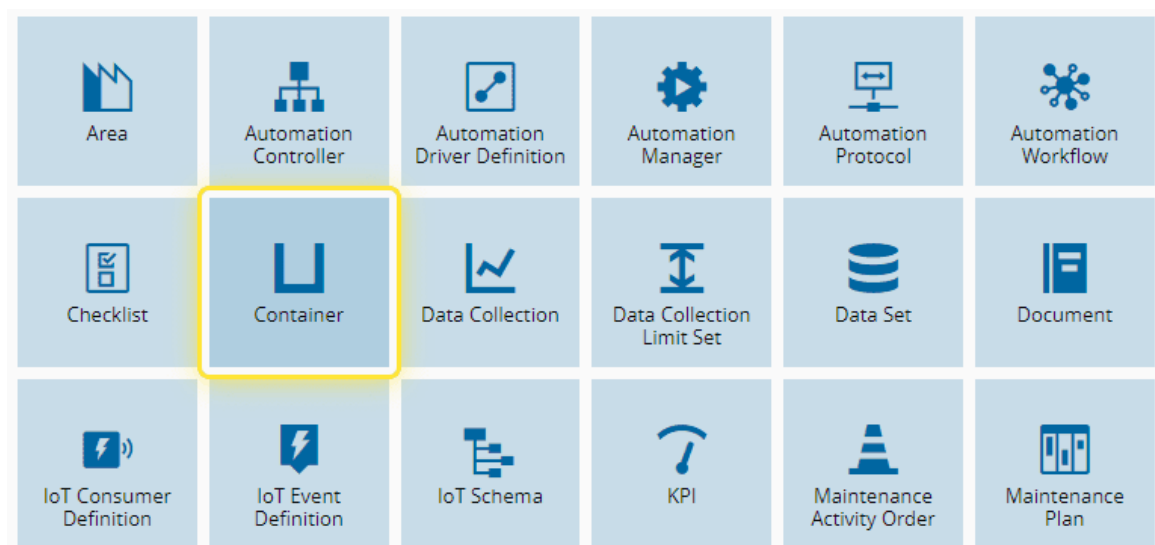 Area
Automation
Controller
Automation
Driver Definition
Automation
Manager
Automation
Protocol
Automation
Workflow
Checklist
Container
Data Collection
Data Collection
Limit Set
Data Set
Document
IoT Consumer
Definition
IoT Event
Definition
IoT Schema
KPI
Maintenance
Activity Order
Maintenance
Plan